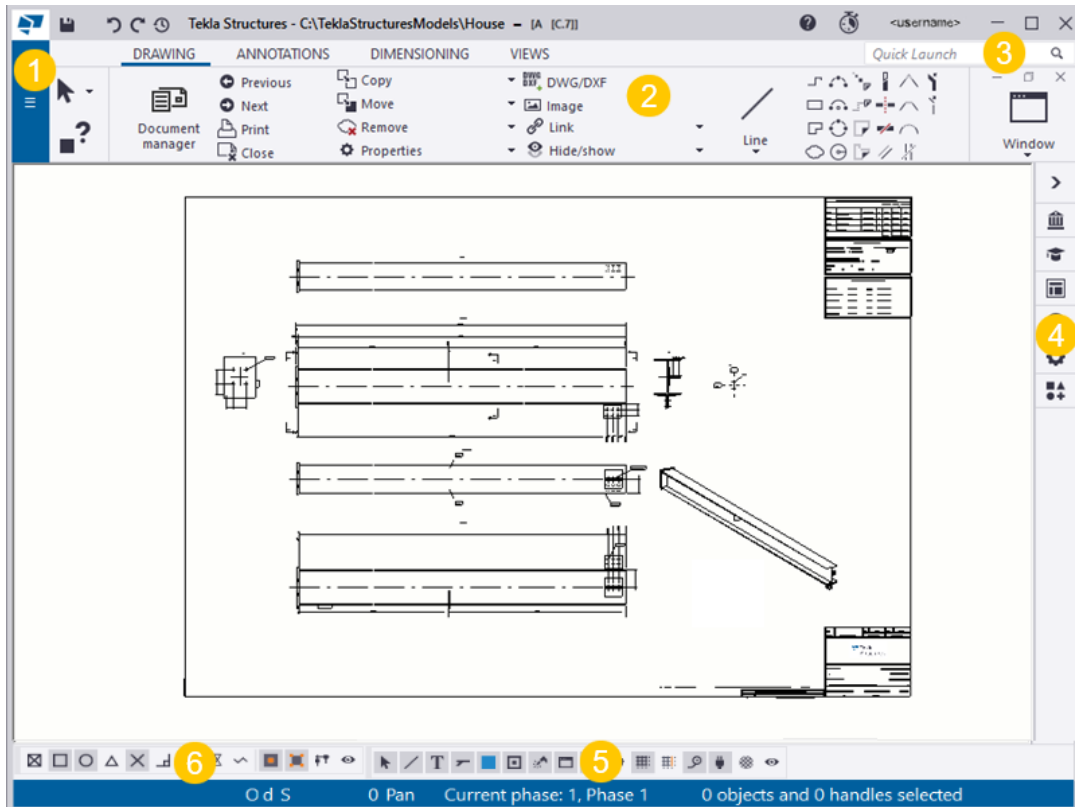 Tekla Structures - C:\TeklaStructuresModels\House - [A [C.7]]
<username>
DRAWING ANNOTATIONS DIMENSIONING VIEWS
Quick Launch
1
2
3
Document manager
Previous
Next
Print
Close
Copy
Move
Remove
Properties
DWG/DXF
Image
Link
Hide/show
Line
Window
4
6
5
O d S 0 Pan Current phase: 1, Phase 1 0 objects and 0 handles selected